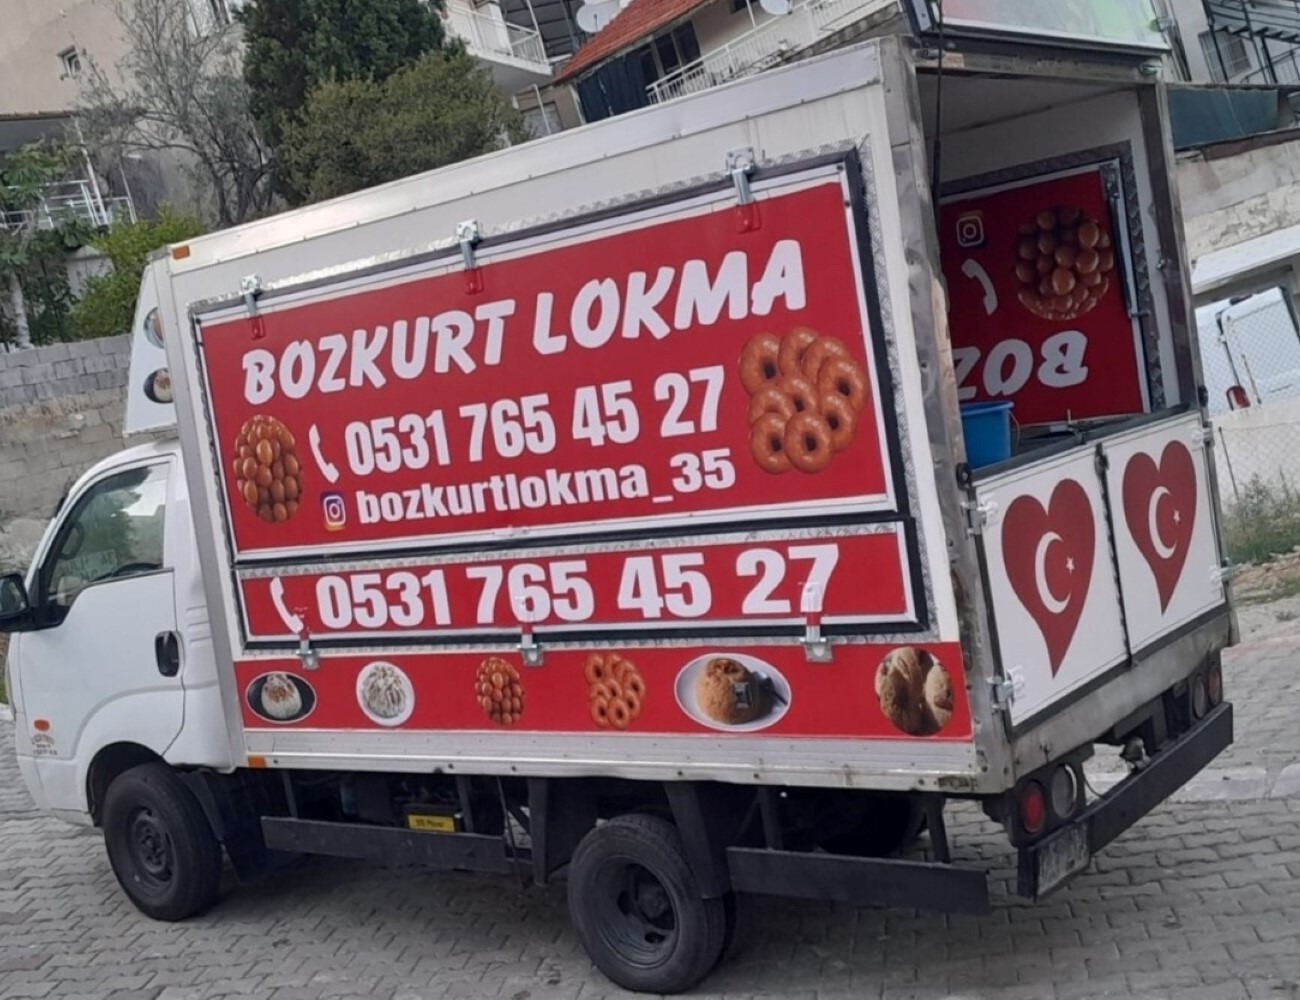 BOZKURT LOKMA
0531 765 45 27
bozkurtlokma_35
0531 765 45 27
BOZ